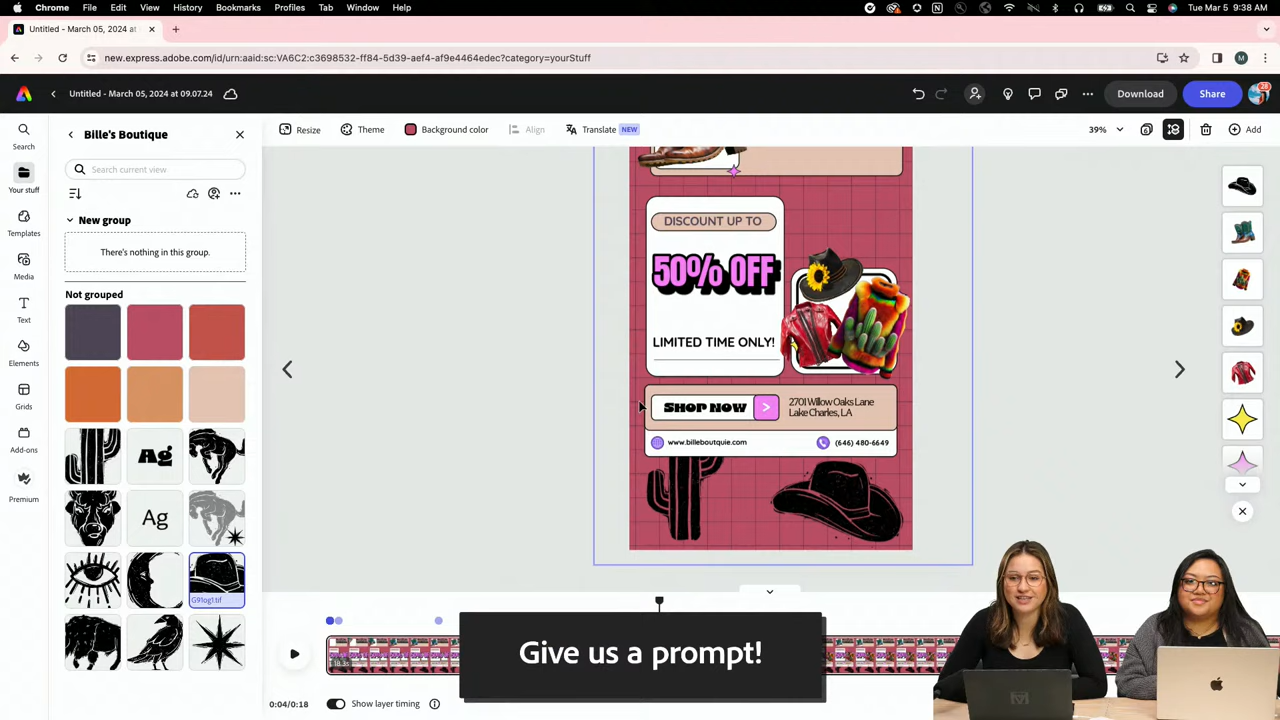 Chrome File Edit View History Bookmarks Profiles Tab Window Help
Tue Mar 5 9:38 AM
Untitled - March 05, 2024 at
new.express.adobe.com/id/urn:aaid:sc:VA6C2:c3698532-ff84-5d39-aef4-af9e4464edec?category=yourStuff
M
Untitled - March 05, 2024 at 09.07.24
Download
Share
28
Bille's Boutique
Resize
Theme
Background color
Align
Translate NEW
39%
6
Add
Search
Search current view
Your stuff
New group
Templates
There's nothing in this group.
Media
Not grouped
Text
Elements
Grids
Add-ons
Premium
Ag
Ag
G91og1.tif
DISCOUNT UP TO
50% OFF
LIMITED TIME ONLY!
SHOP NOW >
2701 Willow Oaks Lane
Lake Charles, LA
www.billeboutquie.com
(646) 480-6649
18.3s
Give us a prompt!
0:04/0:18
Show layer timing